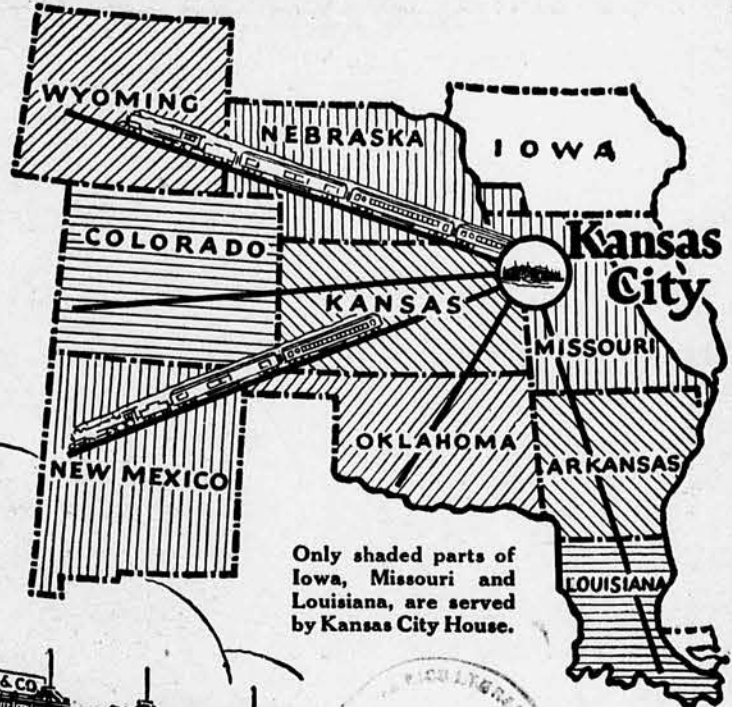 WYOMING
NEBRASKA
IOWA
COLORADO
Kansas
City
KANSAS
MISSOURI
NEW MEXICO
OKLAHOMA
ARKANSAS
Only shaded parts of
Iowa, Missouri and
Louisiana, are served
by Kansas City House.
LOUISIANA
& CO.